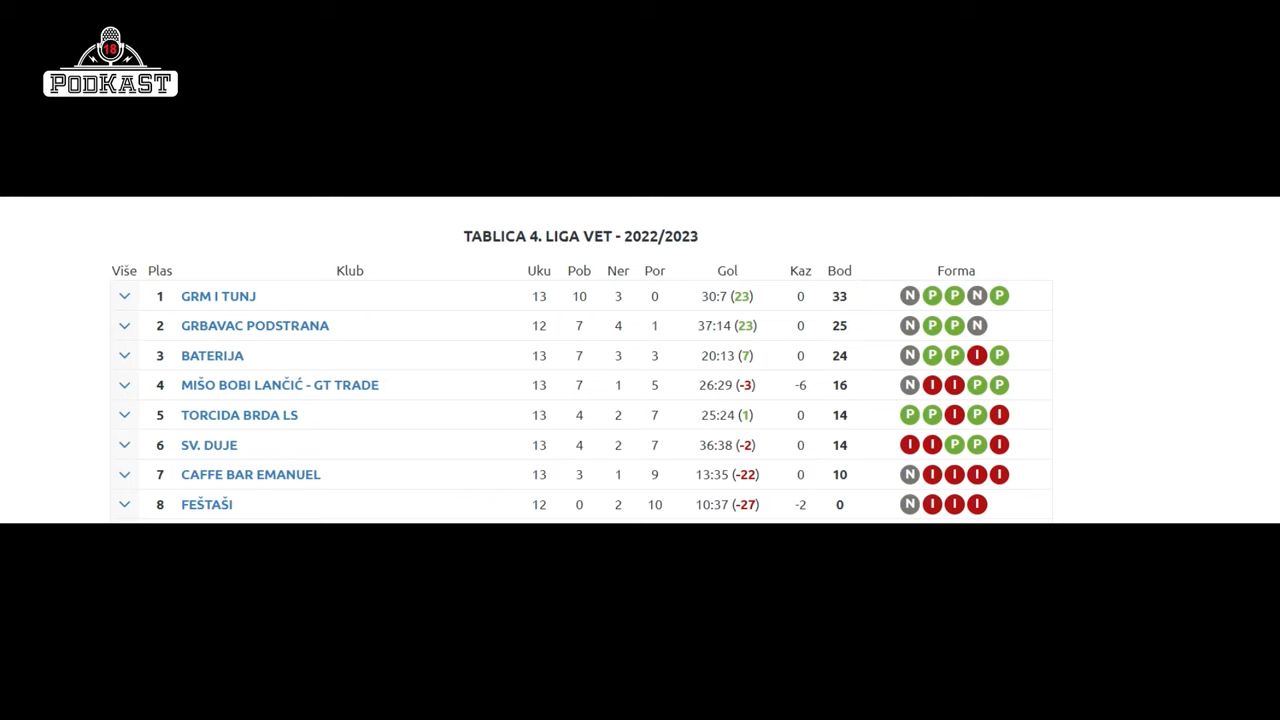 18
PODKAST
TABLICA 4. LIGA VET - 2022/2023
Više Plas Klub Uku Pob Ner Por Gol Kaz Bod Forma
1 GRM I TUNJ 13 10 3 0 30:7 (23) 0 33 N P P N P
2 GRBAVAC PODSTRANA 12 7 4 1 37:14 (23) 0 25 N P P N
3 BATERIJA 13 7 3 3 20:13 (7) 0 24 N P P I P
4 MIŠO BOBI LANČIĆ - GT TRADE 13 7 1 5 26:29 (-3) -6 16 N I I P P
5 TORCIDA BRDA LS 13 4 2 7 25:24 (1) 0 14 P P I P I
6 SV. DUJE 13 4 2 7 36:38 (-2) 0 14 I I P P I
7 CAFFE BAR EMANUEL 13 3 1 9 13:35 (-22) 0 10 N I I I I
8 FEŠTAŠI 12 0 2 10 10:37 (-27) -2 0 N I I I